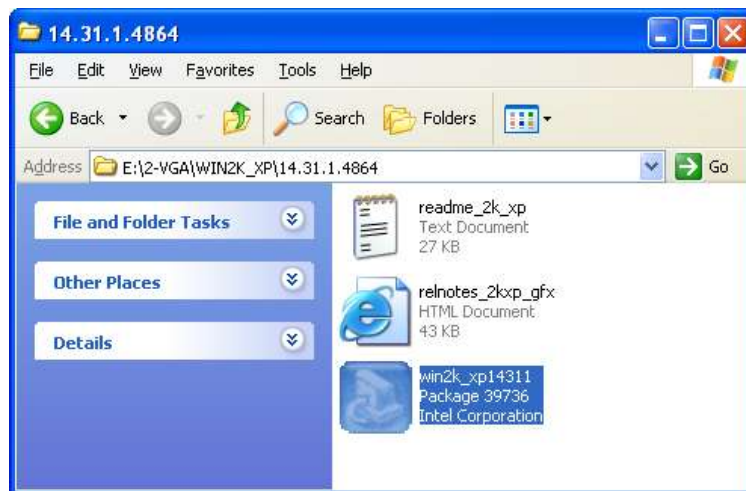 14.31.1.4864
File Edit View Favorites Tools Help
Back Search Folders
Address E:\2-VGA\WIN2K_XP\14.31.1.4864 Go
File and Folder Tasks
Other Places
Details
readme_2k_xp
Text Document
27 KB
relnotes_2kxp_gfx
HTML Document
43 KB
win2k_xp14311
Package 39736
Intel Corporation